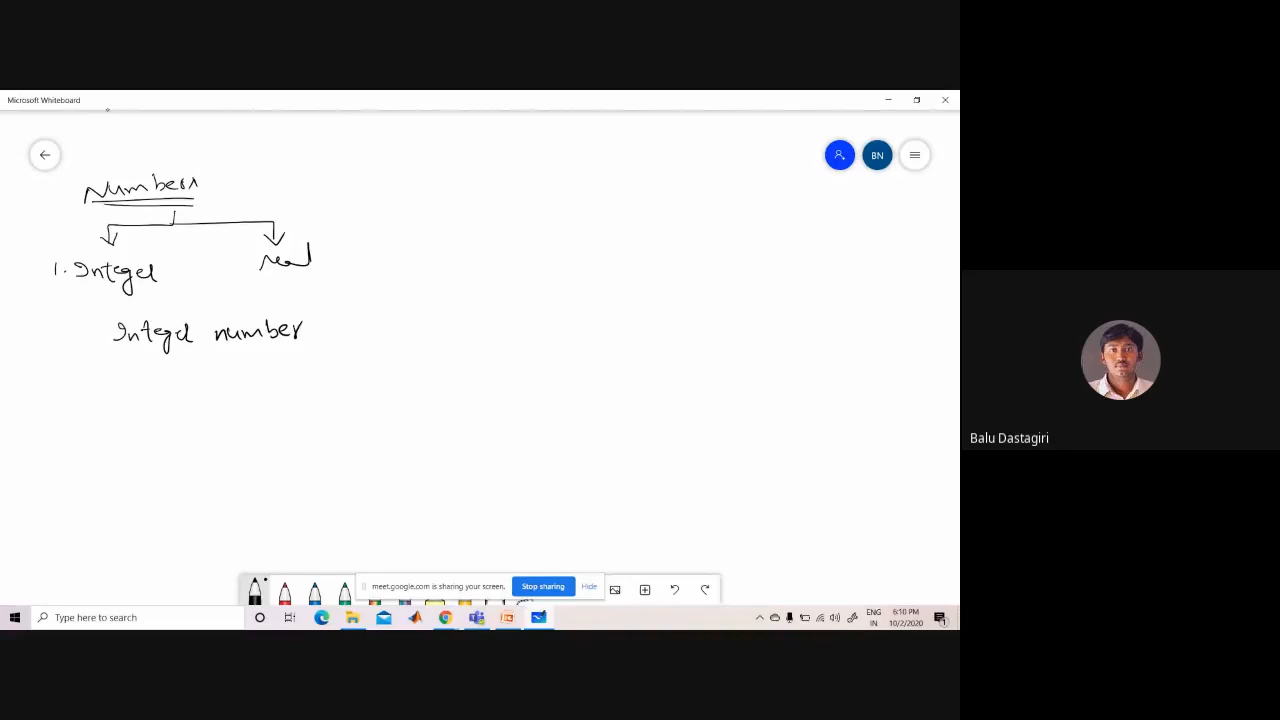 Microsoft Whiteboard
BN
Numbers
1. Integer real
Integer number
Balu Dastagiri
meet.google.com is sharing your screen. Stop sharing Hide
Type here to search
ENG 6:10 PM
IN 10/2/2020